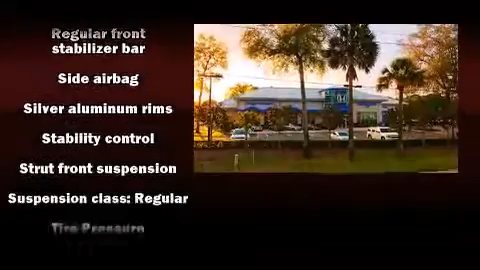 Regular front
stabilizer bar
Side airbag
Silver aluminum rims
Stability control
Strut front suspension
Suspension class: Regular
Tire Pressure